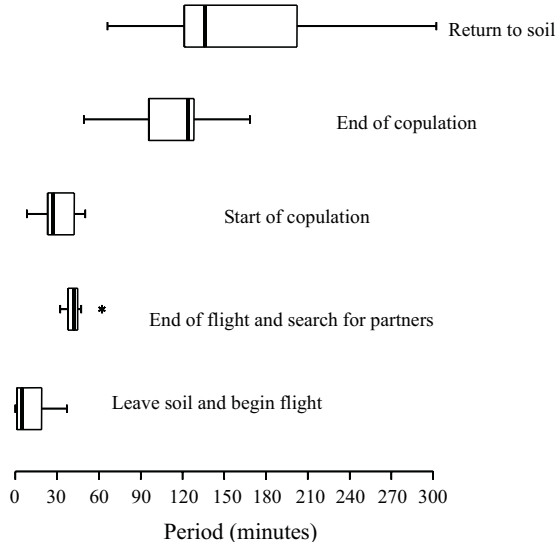 Return to soil
End of copulation
Start of copulation
End of flight and search for partners
Leave soil and begin flight
0 30 60 90 120 150 180 210 240 270 300
Period (minutes)